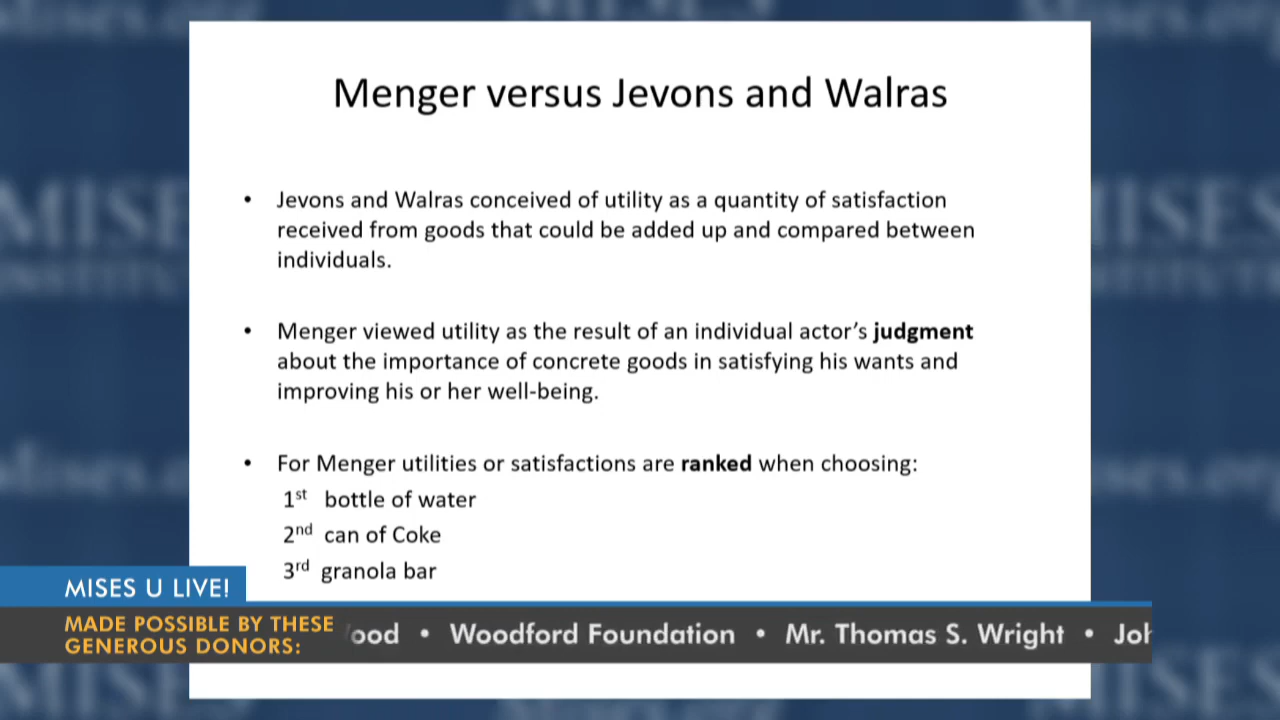 Menger versus Jevons and Walras
• Jevons and Walras conceived of utility as a quantity of satisfaction
received from goods that could be added up and compared between
individuals.
• Menger viewed utility as the result of an individual actor’s judgment
about the importance of concrete goods in satisfying his wants and
improving his or her well-being.
• For Menger utilities or satisfactions are ranked when choosing:
1st bottle of water
2nd can of Coke
3rd granola bar
MISES U LIVE!
MADE POSSIBLE BY THESE
GENEROUS DONORS:
ood • Woodford Foundation • Mr. Thomas S. Wright •